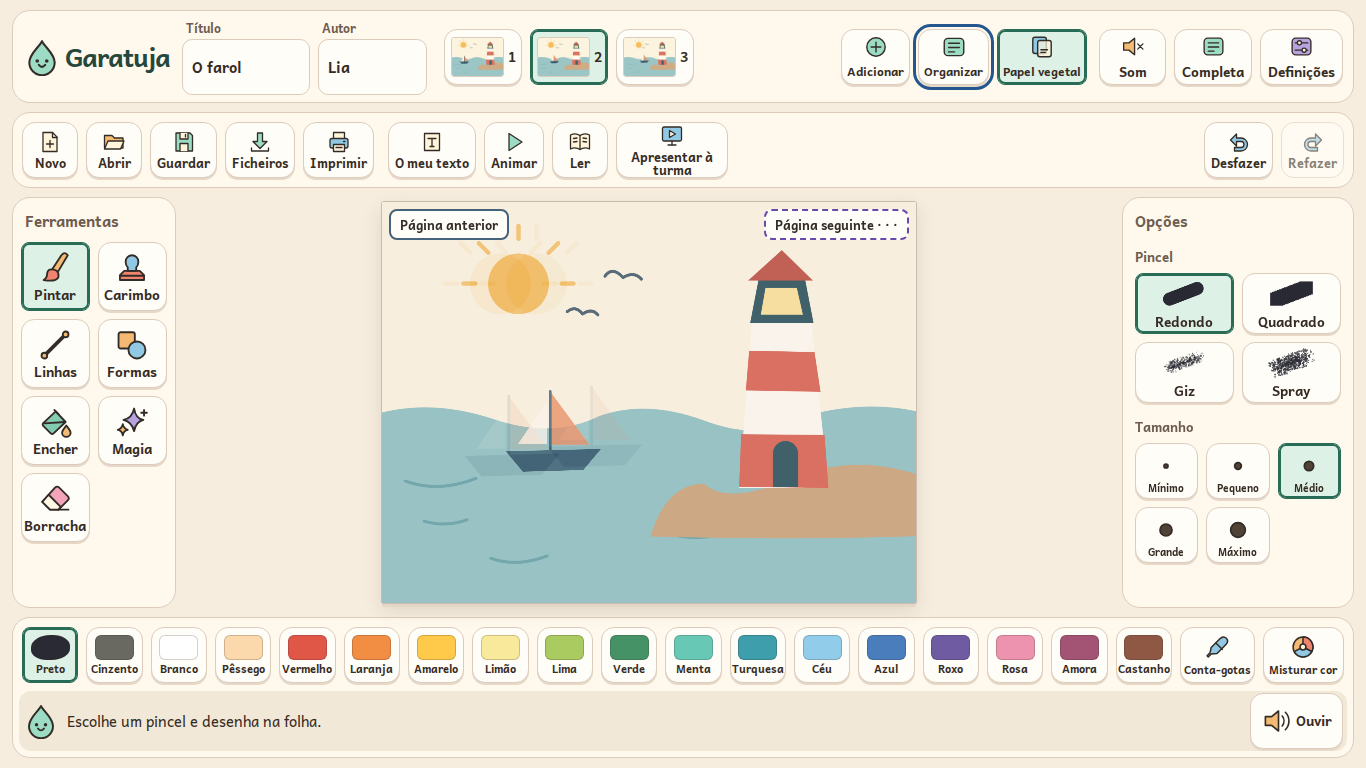 Garatuja
Título
O farol
Autor
Lia
1
2
3
Adicionar
Organizar
Papel vegetal
Som
Completa
Definições
Novo
Abrir
Guardar
Ficheiros
Imprimir
O meu texto
Animar
Ler
Apresentar à
turma
Desfazer
Refazer
Ferramentas
Pintar
Carimbo
Linhas
Formas
Encher
Magia
Borracha
Página anterior
Página seguinte · · ·
Opções
Pincel
Redondo
Quadrado
Giz
Spray
Tamanho
Mínimo
Pequeno
Médio
Grande
Máximo
Preto
Cinzento
Branco
Pêssego
Vermelho
Laranja
Amarelo
Limão
Lima
Verde
Menta
Turquesa
Céu
Azul
Roxo
Rosa
Amora
Castanho
Conta-gotas
Misturar cor
Escolhe um pincel e desenha na folha.
Ouvir